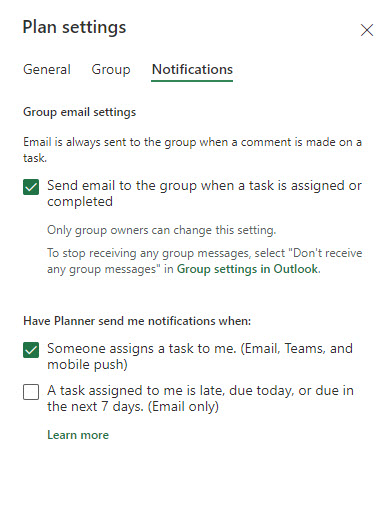 Plan settings
General Group Notifications
Group email settings
Email is always sent to the group when a comment is made on a
task.
Send email to the group when a task is assigned or
completed
Only group owners can change this setting.
To stop receiving any group messages, select "Don't receive
any group messages" in Group settings in Outlook.
Have Planner send me notifications when:
Someone assigns a task to me. (Email, Teams, and
mobile push)
A task assigned to me is late, due today, or due in
the next 7 days. (Email only)
Learn more